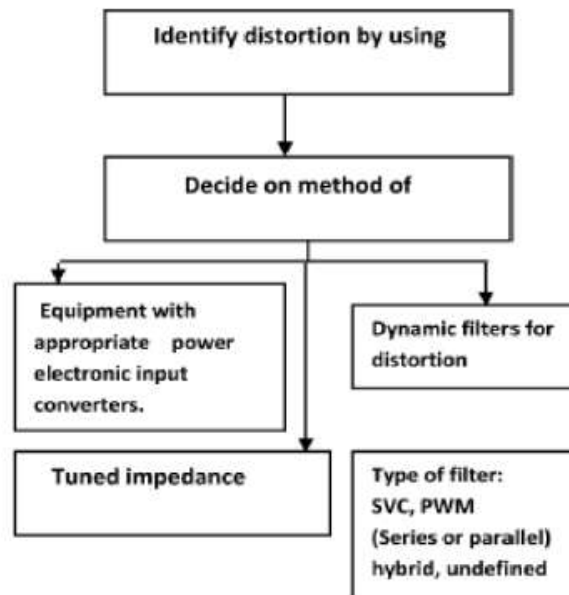 Identify distortion by using
Decide on method of
Equipment with
appropriate power
electronic input
converters.
Dynamic filters for
distortion
Tuned impedance
Type of filter:
SVC, PWM
(Series or parallel)
hybrid, undefined